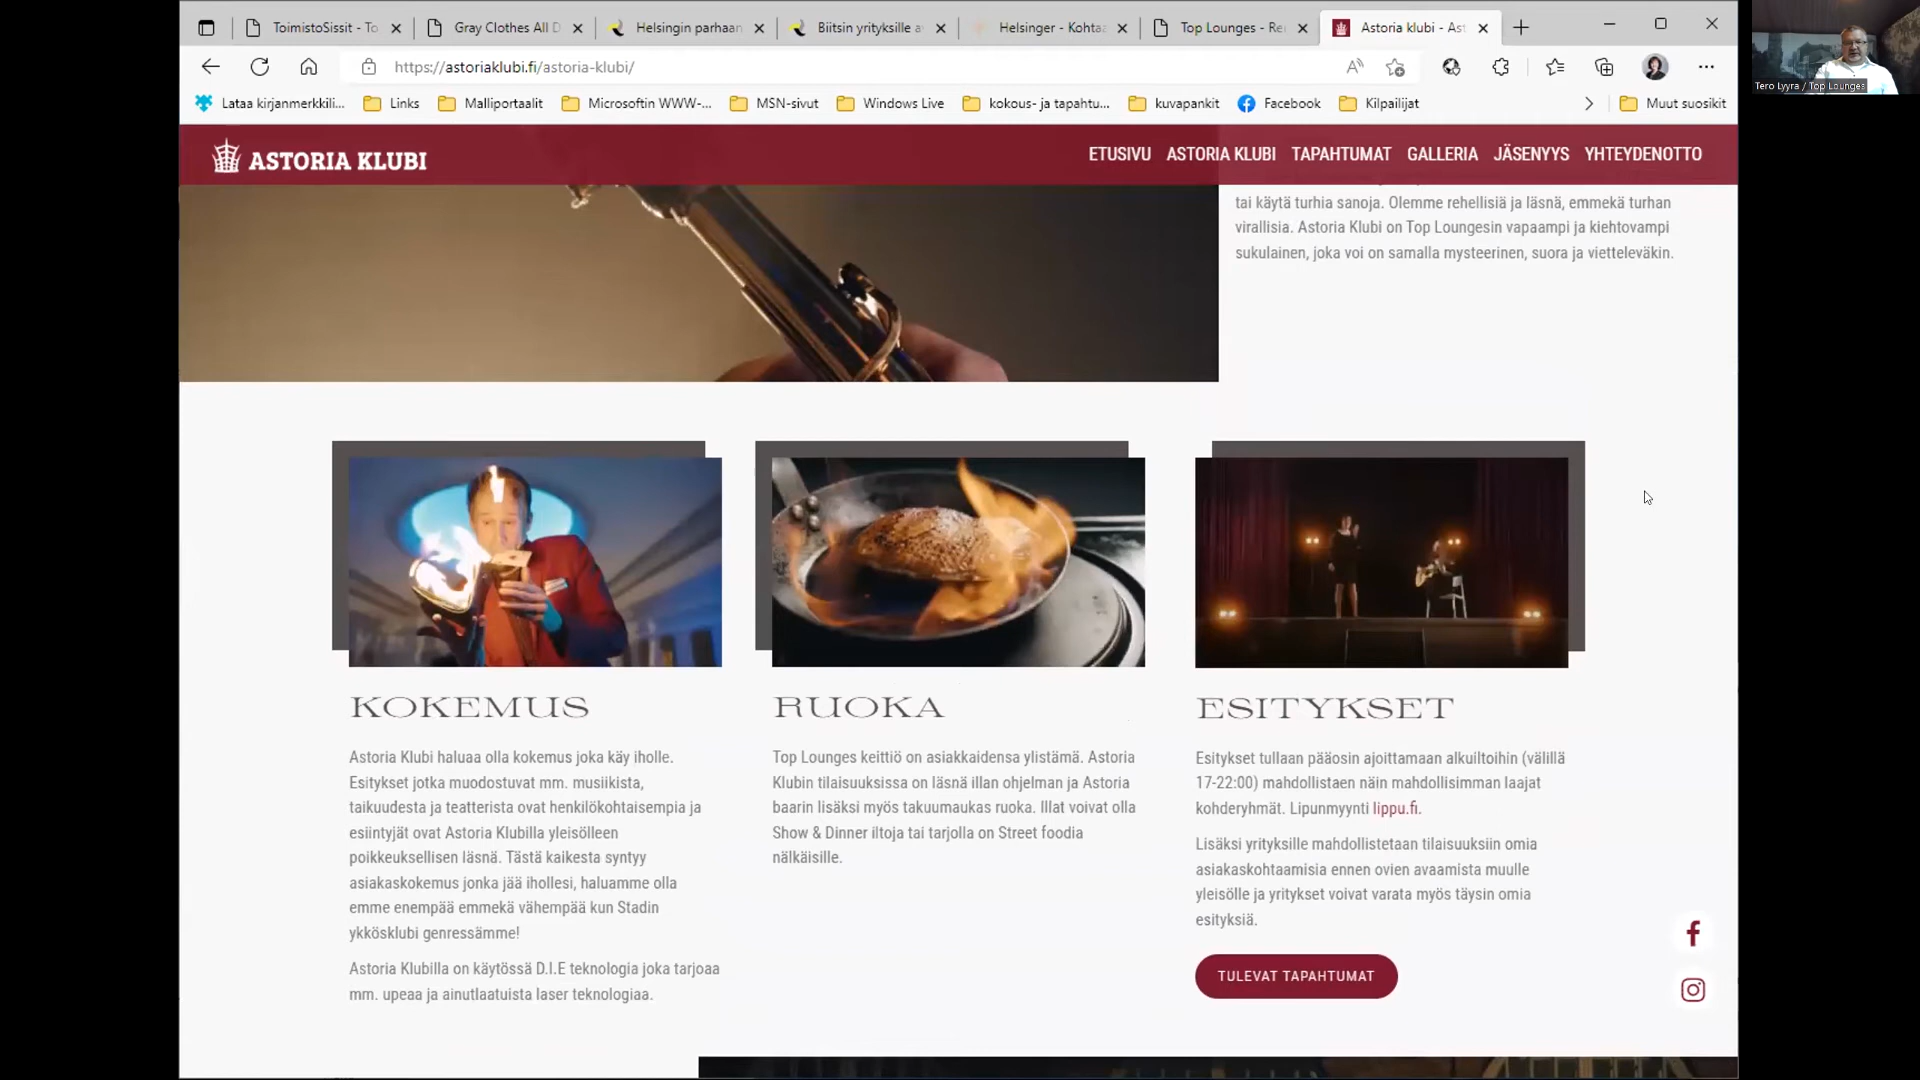 ToimistoSissit - To
Gray Clothes All D
Helsingin parhaan
Biitsin yrityksille a
Helsinger - Kohtaa
Top Lounges - Re
Astoria klubi - Ast
https://astoriaklubi.fi/astoria-klubi/
Lataa kirjanmerkkili...
Links
Malliportaalit
Microsoftin WWW-...
MSN-sivut
Windows Live
kokous- ja tapahtu...
kuvapankit
Facebook
Kilpailijat
Muut suosikit
Tero Lyyra / Top Lounges
ASTORIA KLUBI
ETUSIVU ASTORIA KLUBI TAPAHTUMAT GALLERIA JÄSENYYS YHTEYDENOTTO
tai käytä turhia sanoja. Olemme rehellisiä ja läsnä, emmekä turhan
virallisia. Astoria Klubi on Top Loungesin vapaampi ja kiehtovampi
sukulainen, joka voi on samalla mysteerinen, suora ja vietteleväkin.
KOKEMUS
Astoria Klubi haluaa olla kokemus joka käy iholle.
Esitykset jotka muodostuvat mm. musiikista,
taikuudesta ja teatterista ovat henkilökohtaisempia ja
esiintyjät ovat Astoria Klubilla yleisölleen
poikkeuksellisen läsnä. Tästä kaikesta syntyy
asiakaskokemus jonka jää ihollesi, haluamme olla
emme enempää emmekä vähempää kun Stadin
ykkösklubi genressämme!
Astoria Klubilla on käytössä D.I.E teknologia joka tarjoaa
mm. upeaa ja ainutlaatuista laser teknologiaa.
RUOKA
Top Lounges keittiö on asiakkaidensa ylistämä. Astoria
Klubin tilaisuuksissa on läsnä illan ohjelman ja Astoria
baarin lisäksi myös takuumaukas ruoka. Illat voivat olla
Show & Dinner iltoja tai tarjolla on Street foodia
nälkäisille.
ESITYKSET
Esitykset tullaan pääosin ajoittamaan alkuiltoihin (välillä
17-22:00) mahdollistaen näin mahdollisimman laajat
kohderyhmät. Lipunmyynti lippu.fi.
Lisäksi yrityksille mahdollistetaan tilaisuuksiin omia
asiakaskohtaamisia ennen ovien avaamista muulle
yleisölle ja yritykset voivat varata myös täysin omia
esityksiä.
TULEVAT TAPAHTUMAT